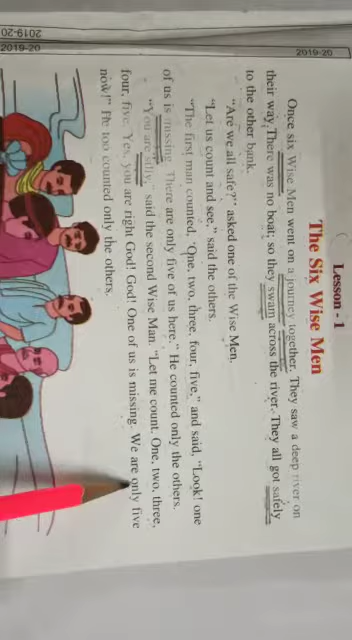 2019-20
2019-20
2019-20
Lesson - 1
The Six Wise Men
Once six Wise Men went on a journey together. They saw a deep river on
their way. There was no boat; so they swam across the river. They all got safely
to the other bank.
"Are we all safe?" asked one of the Wise Men.
"Let us count and see," said the others.
"The first man counted, 'One, two, three, four, five," and said, "Look! one
of us is missing. There are only five of us here." He counted only the others.
"You are silly," said the second Wise Man. "Let me count. One, two, three,
four, five. Yes, you are right God! God! One of us is missing. We are only five
now!" He too counted only the others.